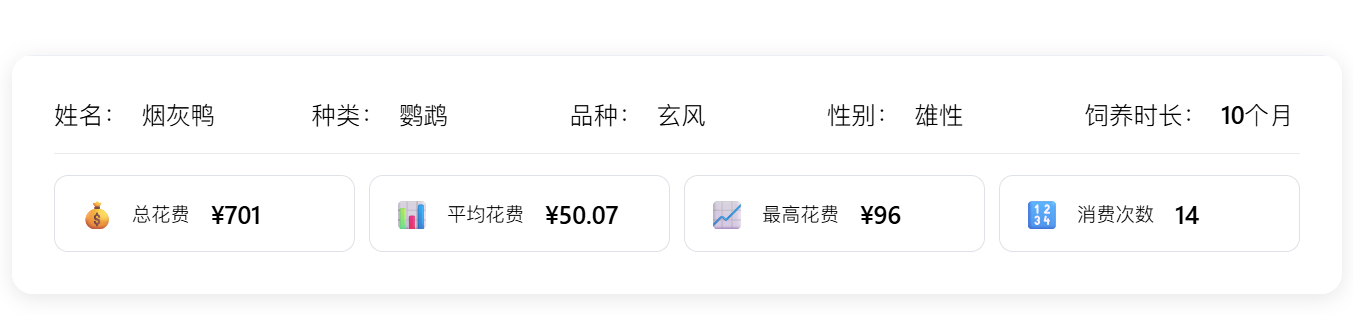 姓名： 烟灰鸭 种类： 鹦鹉 品种： 玄风 性别： 雄性 饲养时长： 10个月
总花费 ¥701 平均花费 ¥50.07 最高花费 ¥96 消费次数 14